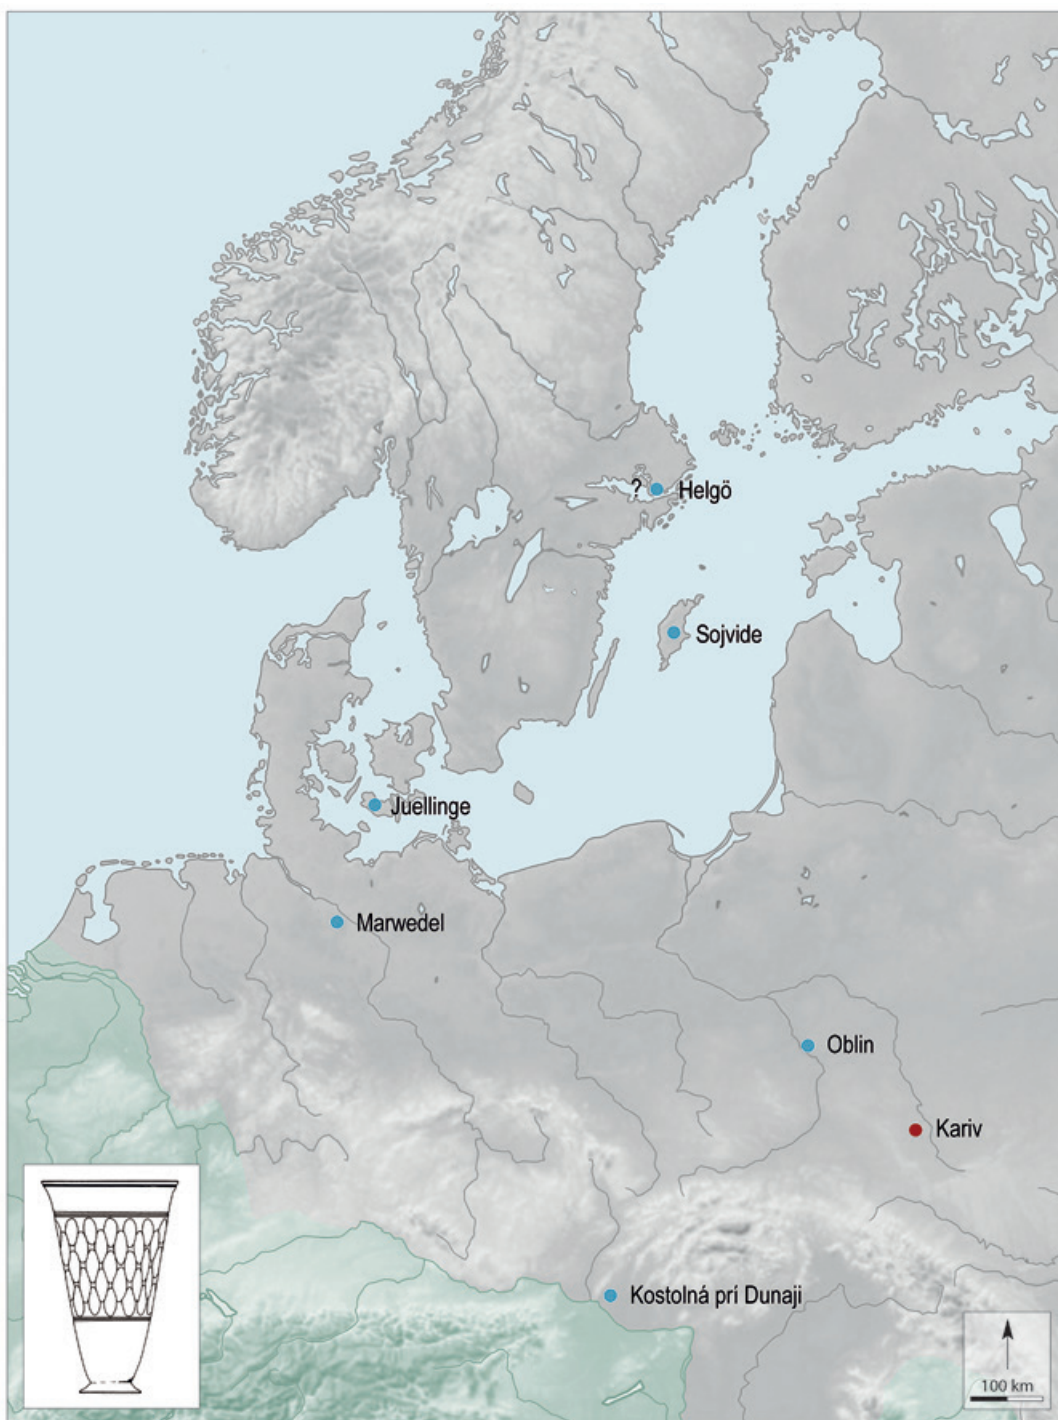 ? Helgö
Sojvide
Juellinge
Marwedel
Oblin
Kariv
Kostolná prí Dunaji
100 km